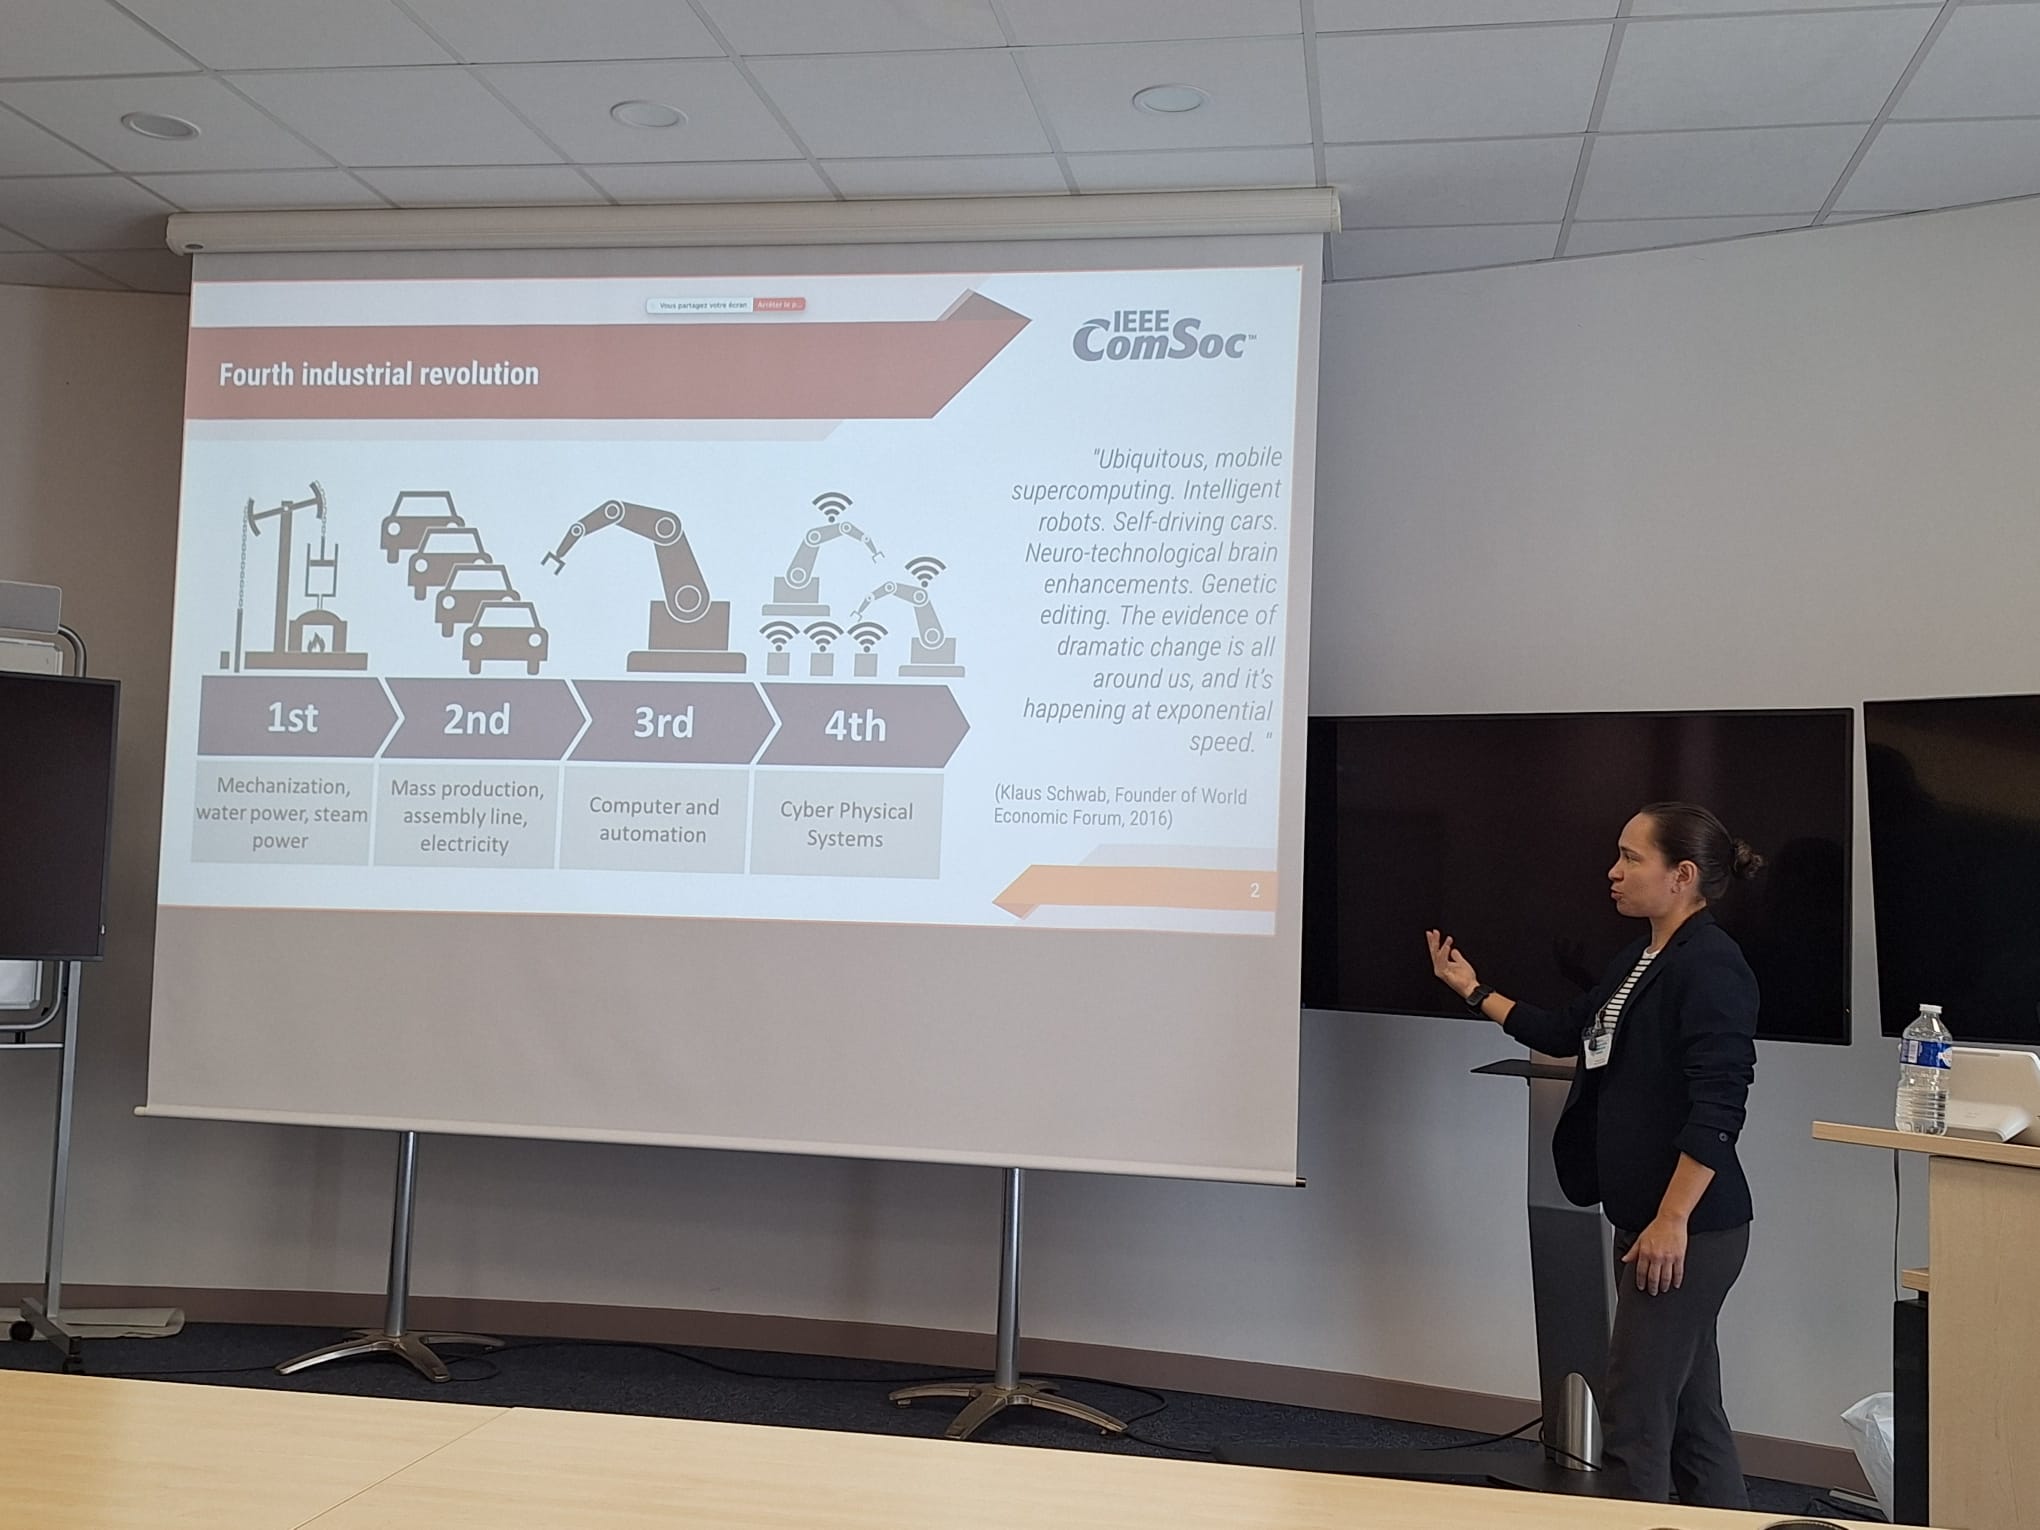 Vous partagez votre écran
Arrêter le p...
IEEE
ComSoc™
Fourth industrial revolution
"Ubiquitous, mobile
supercomputing. Intelligent
robots. Self-driving cars.
Neuro-technological brain
enhancements. Genetic
editing. The evidence of
dramatic change is all
around us, and it's
happening at exponential
speed. "
(Klaus Schwab, Founder of World
Economic Forum, 2016)
1st
2nd
3rd
4th
Mechanization,
water power, steam
power
Mass production,
assembly line,
electricity
Computer and
automation
Cyber Physical
Systems
2